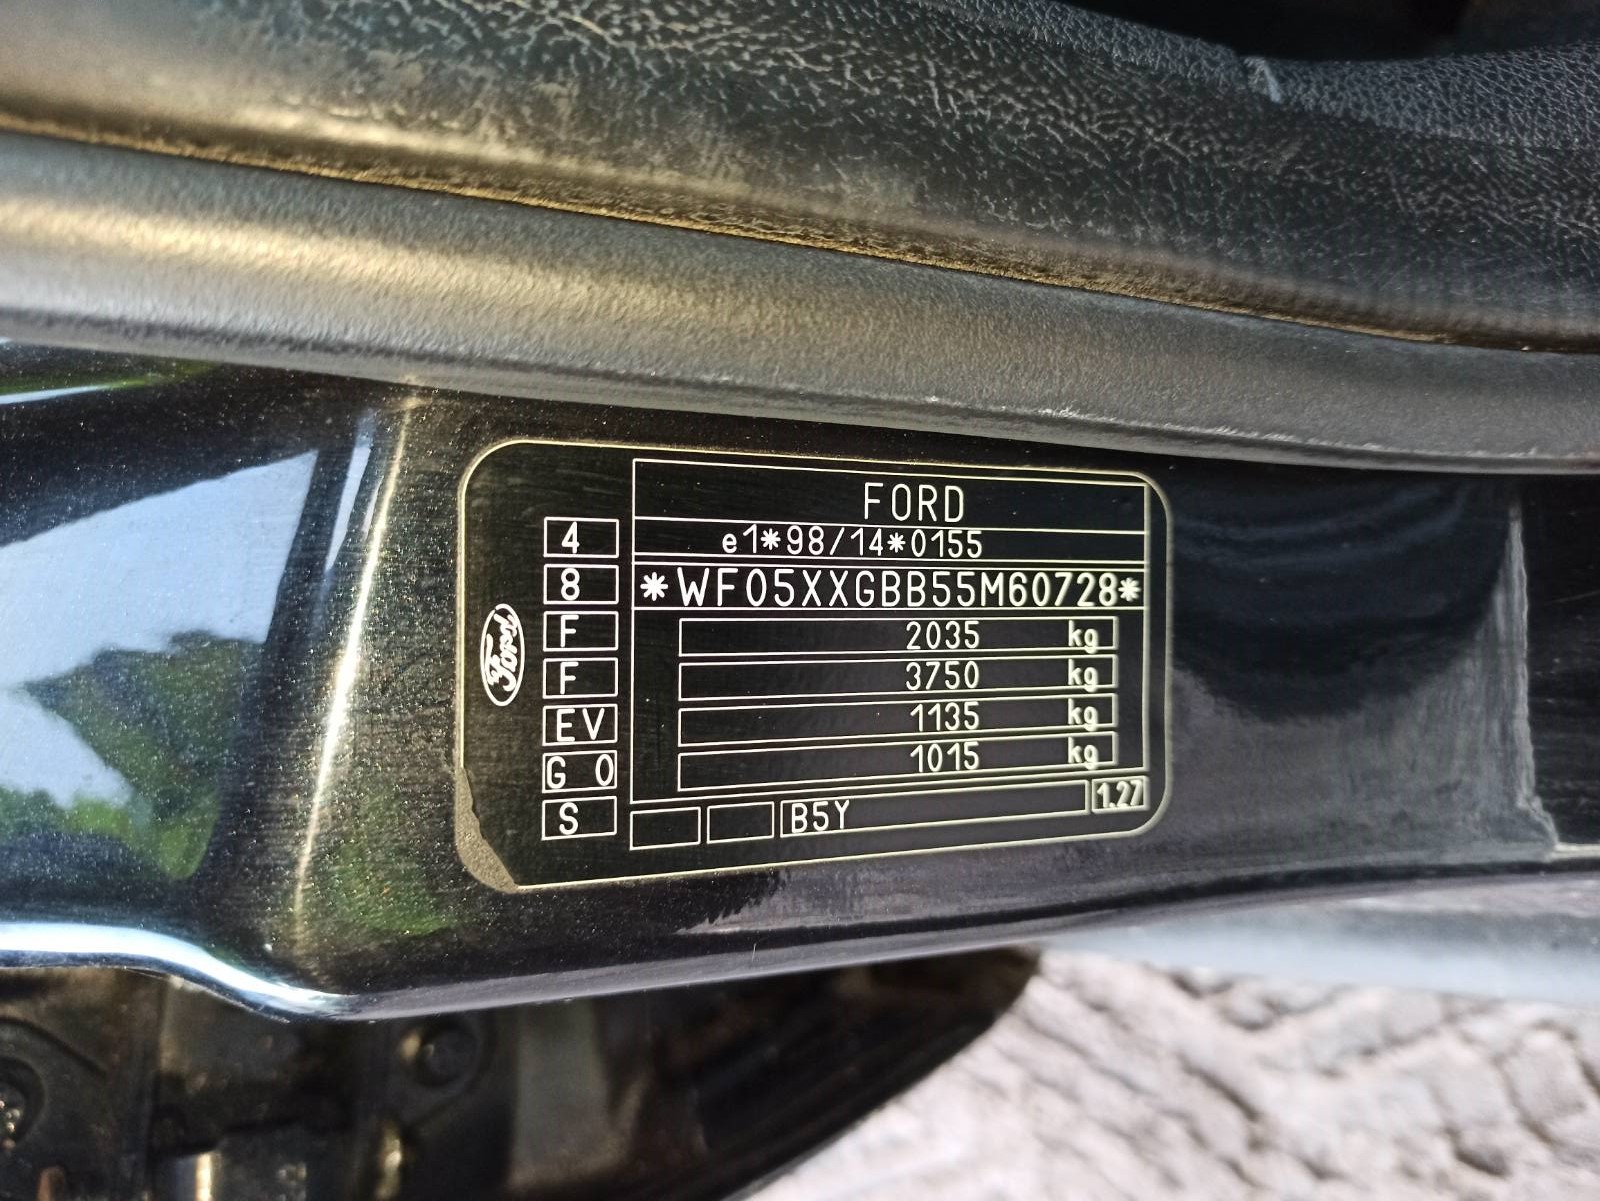 FORD
4 e1*98/14*0155
8 *WF05XXGBB55M60728*
Ford
F 2035 kg
F 3750 kg
EV 1135 kg
G 0 1015 kg
S B5Y 1.27